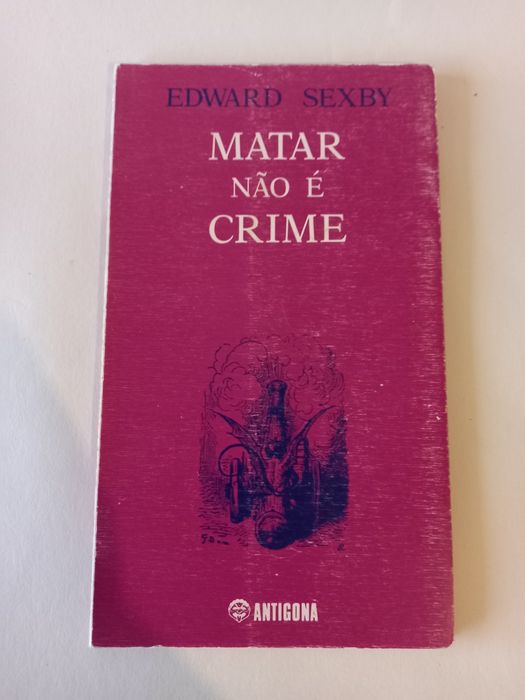 EDWARD SEXBY
MATAR
NÃO É
CRIME
ANTIGONA